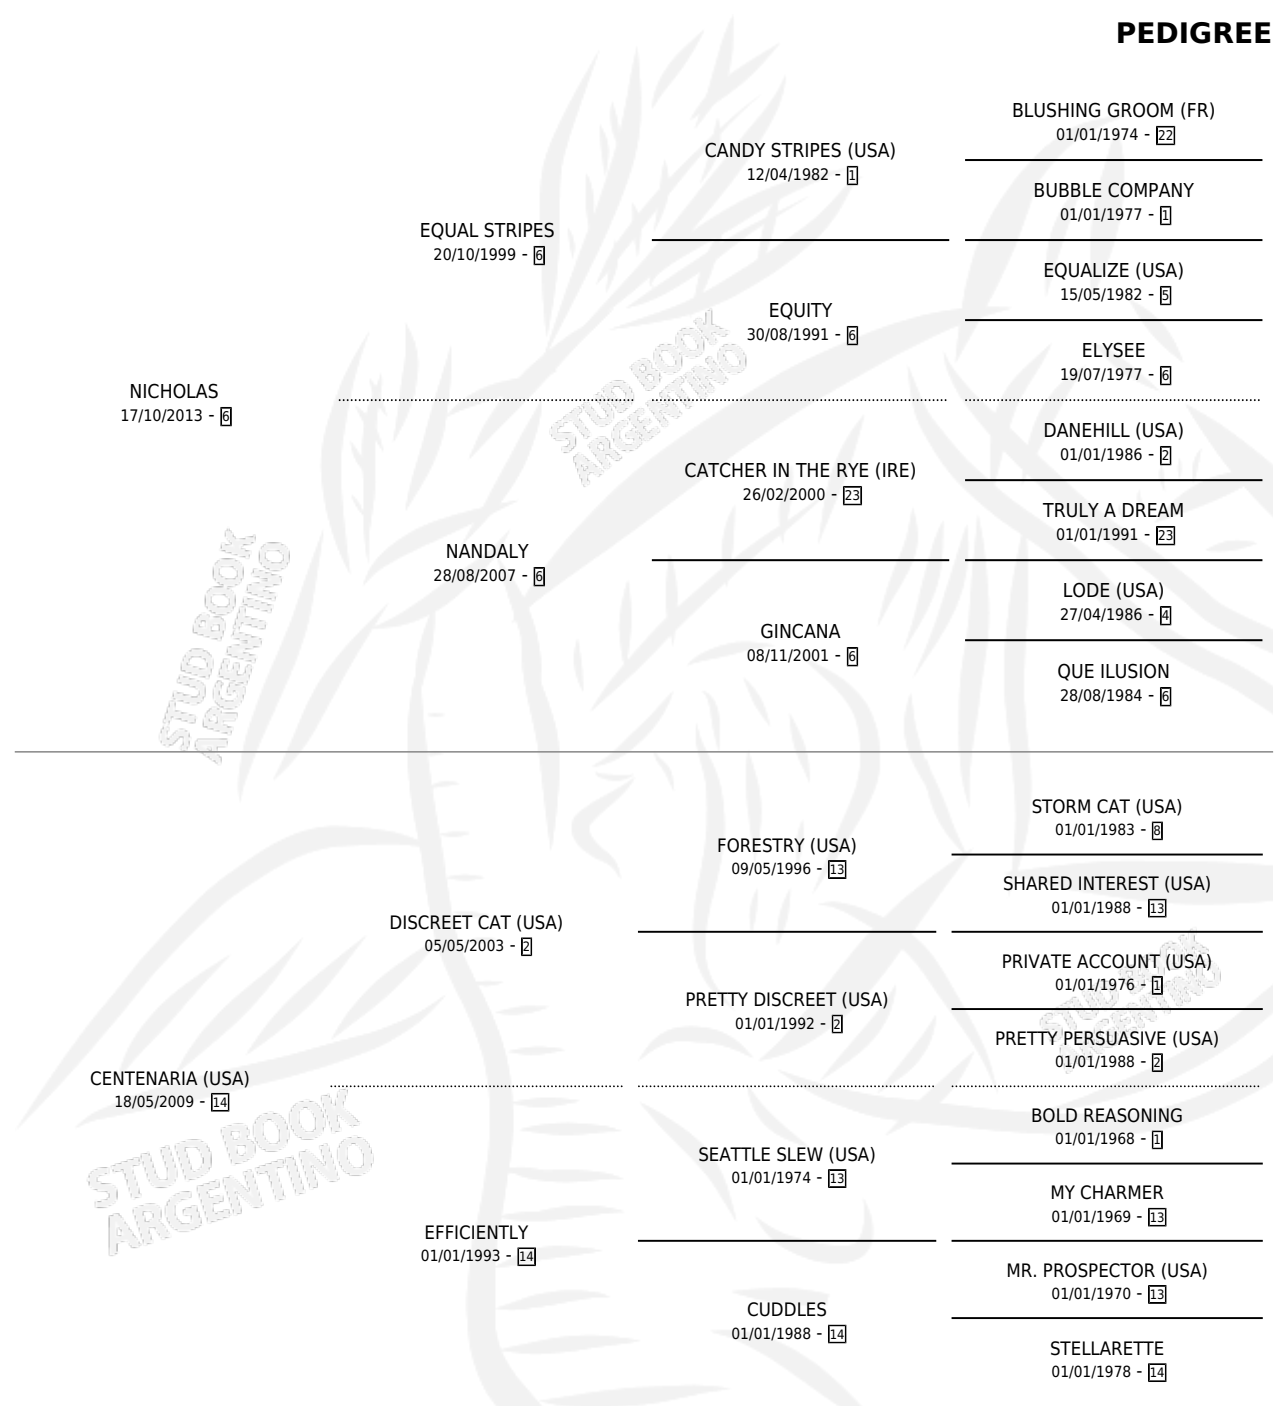 PEDIGREE
BLUSHING GROOM (FR)
01/01/1974 - 22
CANDY STRIPES (USA)
12/04/1982 - 1
BUBBLE COMPANY
01/01/1977 - 1
EQUAL STRIPES
20/10/1999 - 6
EQUALIZE (USA)
15/05/1982 - 5
EQUITY
30/08/1991 - 6
ELYSEE
19/07/1977 - 6
NICHOLAS
17/10/2013 - 6
DANEHILL (USA)
01/01/1986 - 2
CATCHER IN THE RYE (IRE)
26/02/2000 - 23
TRULY A DREAM
01/01/1991 - 23
NANDALY
28/08/2007 - 6
LODE (USA)
27/04/1986 - 4
GINCANA
08/11/2001 - 6
QUE ILUSION
28/08/1984 - 6
STUD BOOK
ARGENTINO
STUD BOOK
ARGENTINO
STORM CAT (USA)
01/01/1983 - 8
FORESTRY (USA)
09/05/1996 - 13
SHARED INTEREST (USA)
01/01/1988 - 13
DISCREET CAT (USA)
05/05/2003 - 2
PRIVATE ACCOUNT (USA)
01/01/1976 - 1
PRETTY DISCREET (USA)
01/01/1992 - 2
PRETTY PERSUASIVE (USA)
01/01/1988 - 2
CENTENARIA (USA)
18/05/2009 - 14
BOLD REASONING
01/01/1968 - 1
SEATTLE SLEW (USA)
01/01/1974 - 13
MY CHARMER
01/01/1969 - 13
EFFICIENTLY
01/01/1993 - 14
MR. PROSPECTOR (USA)
01/01/1970 - 13
CUDDLES
01/01/1988 - 14
STELLARETTE
01/01/1978 - 14
STUD BOOK
ARGENTINO
STUD BOOK
ARGENTINO